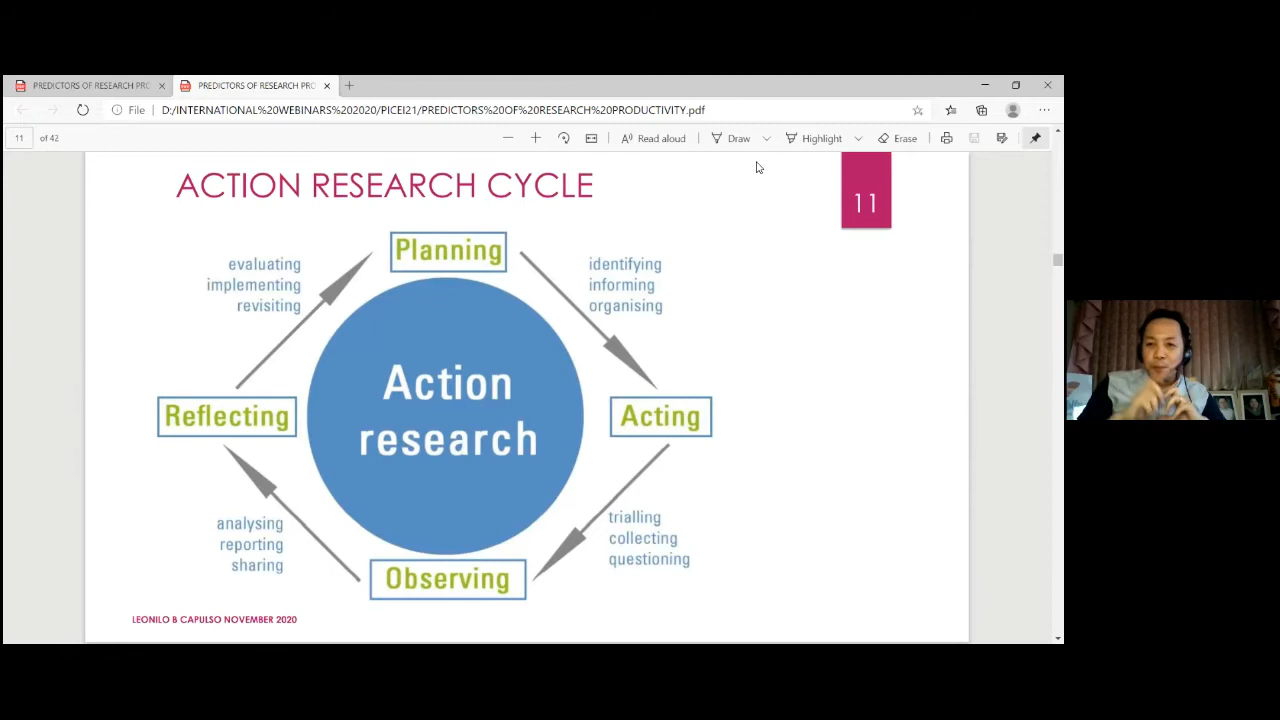 PREDICTORS OF RESEARCH PRO
PREDICTORS OF RESEARCH PRO
File
D:/INTERNATIONAL%20WEBINARS%202020/PICEI21/PREDICTORS%20OF%20RESEARCH%20PRODUCTIVITY.pdf
11 of 42
Read aloud
Draw
Highlight
Erase
ACTION RESEARCH CYCLE
11
Planning
evaluating
implementing
revisiting
identifying
informing
organising
Action
research
Reflecting
Acting
analysing
reporting
sharing
trialling
collecting
questioning
Observing
LEONILO B CAPULSO NOVEMBER 2020